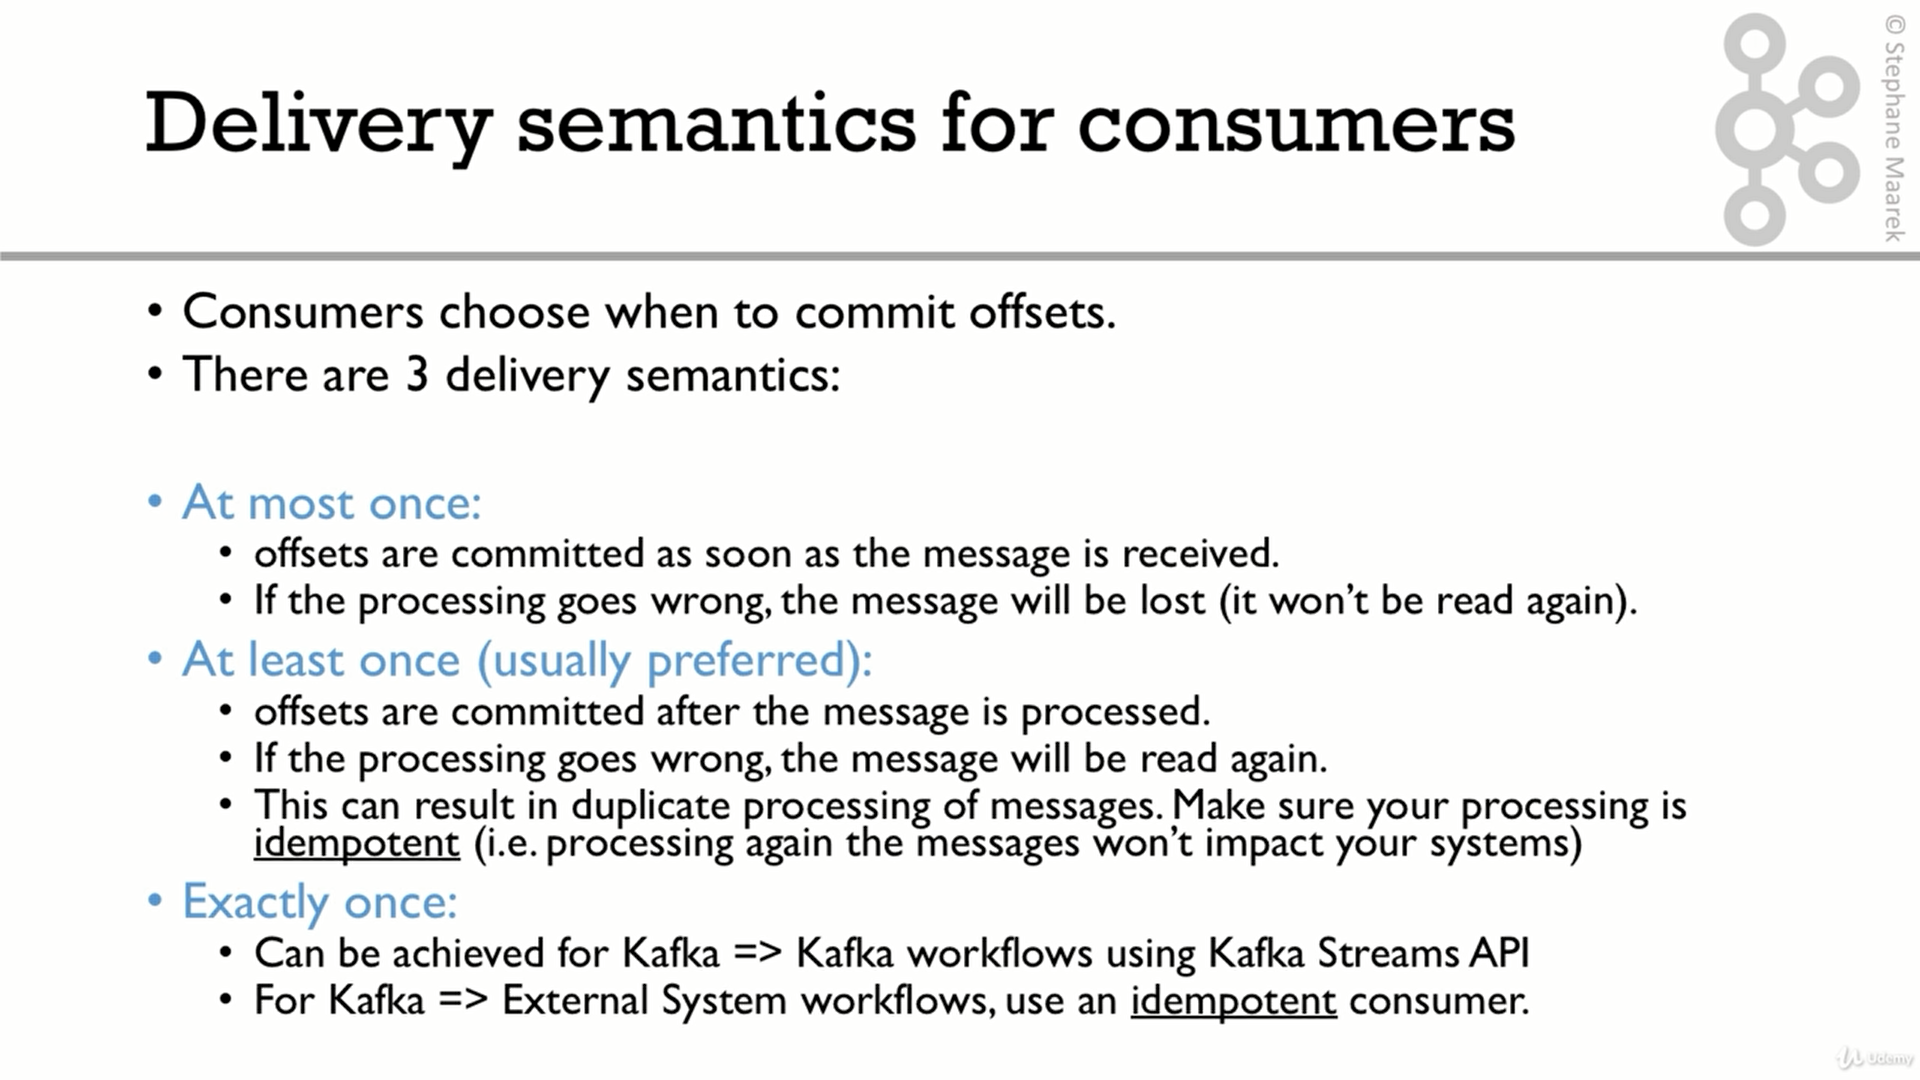 Delivery semantics for consumers
© Stephane Maarek
• Consumers choose when to commit offsets.
• There are 3 delivery semantics:
• At most once:
• offsets are committed as soon as the message is received.
• If the processing goes wrong, the message will be lost (it won’t be read again).
• At least once (usually preferred):
• offsets are committed after the message is processed.
• If the processing goes wrong, the message will be read again.
• This can result in duplicate processing of messages. Make sure your processing is
idempotent (i.e. processing again the messages won’t impact your systems)
• Exactly once:
• Can be achieved for Kafka => Kafka workflows using Kafka Streams API
• For Kafka => External System workflows, use an idempotent consumer.
Udemy